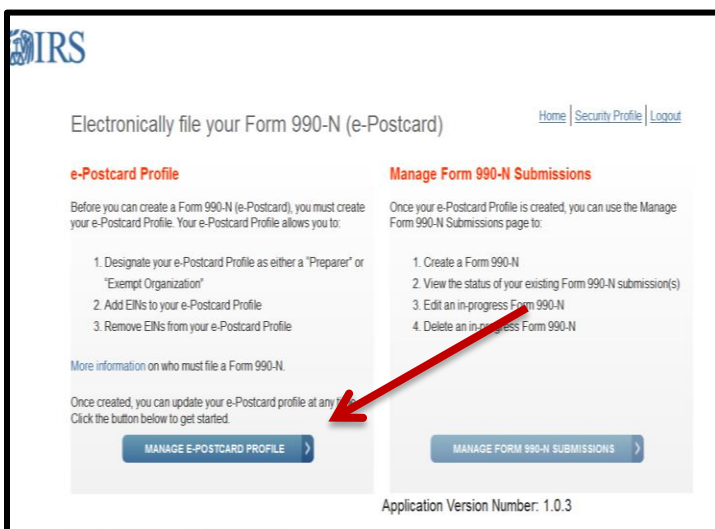 IRS
Electronically file your Form 990-N (e-Postcard)
Home | Security Profile | Logout
e-Postcard Profile
Before you can create a Form 990-N (e-Postcard), you must create
your e-Postcard Profile. Your e-Postcard Profile allows you to:
1. Designate your e-Postcard Profile as either a "Preparer" or
"Exempt Organization"
2. Add EINs to your e-Postcard Profile
3. Remove EINs from your e-Postcard Profile
More information on who must file a Form 990-N.
Once created, you can update your e-Postcard profile at any
Click the button below to get started.
MANAGE E-POSTCARD PROFILE
Manage Form 990-N Submissions
Once your e-Postcard Profile is created, you can use the Manage
Form 990-N Submissions page to:
1. Create a Form 990-N
2. View the status of your existing Form 990-N submission(s)
3. Edit an in-progress Form 990-N
4. Delete an in-progress Form 990-N
MANAGE FORM 990-N SUBMISSIONS
Application Version Number: 1.0.3